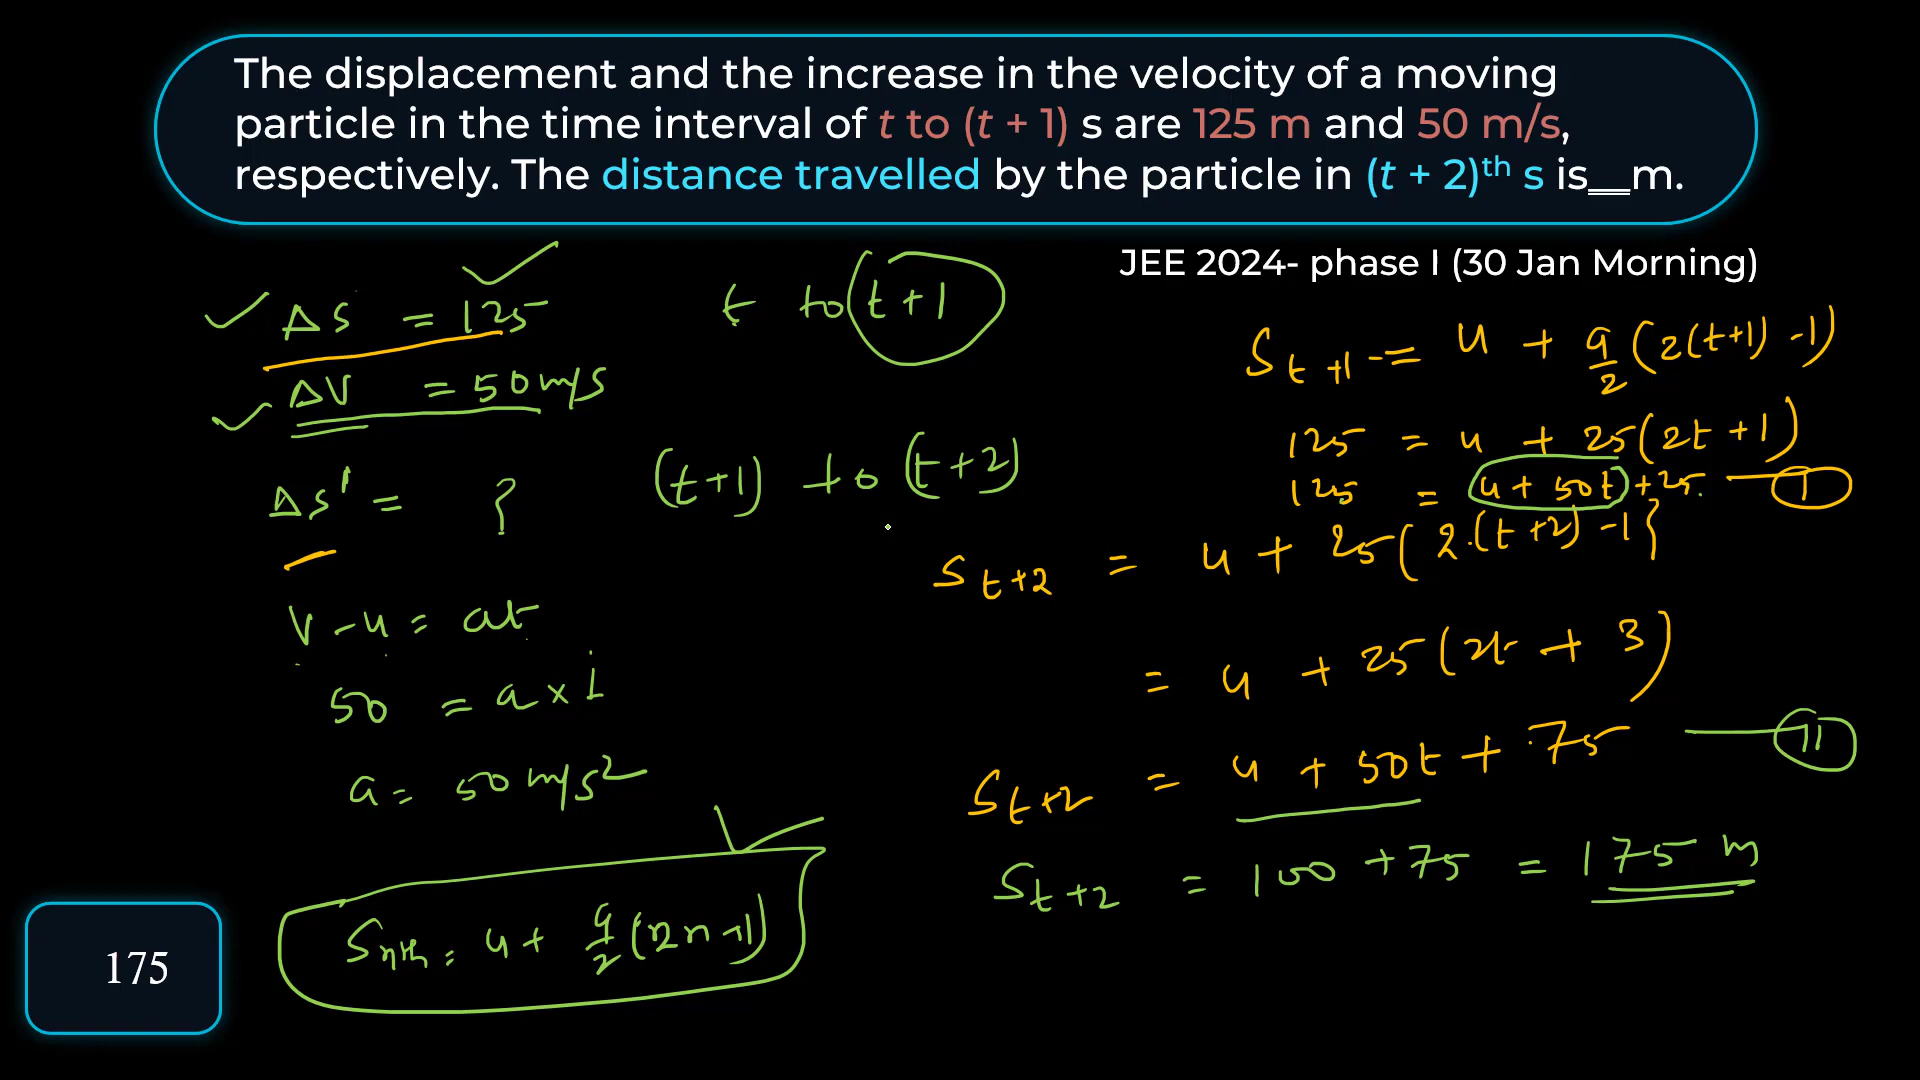 The displacement and the increase in the velocity of a moving
particle in the time interval of t to (t + 1) s are 125 m and 50 m/s,
respectively. The distance travelled by the particle in (t + 2)ᵗʰ s is__m.
JEE 2024- phase I (30 Jan Morning)
Δs = 125
t to (t+1
ΔV = 50 m/s
Δs' = ?
(t+1) to (t+2)
v - u = at
50 = a × 1
a = 50 m/s²
Sₙₜₕ = u + a/2 (2n-1)
175
S t+1 = u + a/2 (2(t+1) -1)
125 = u + 25(2t+1)
125 = u + 50t + 25. I
S t+2 = u + 25{2.(t+2) -1}
= u + 25(2t + 3)
S t+2 = u + 50t + 75 II
S t+2 = 100 + 75 = 175 m